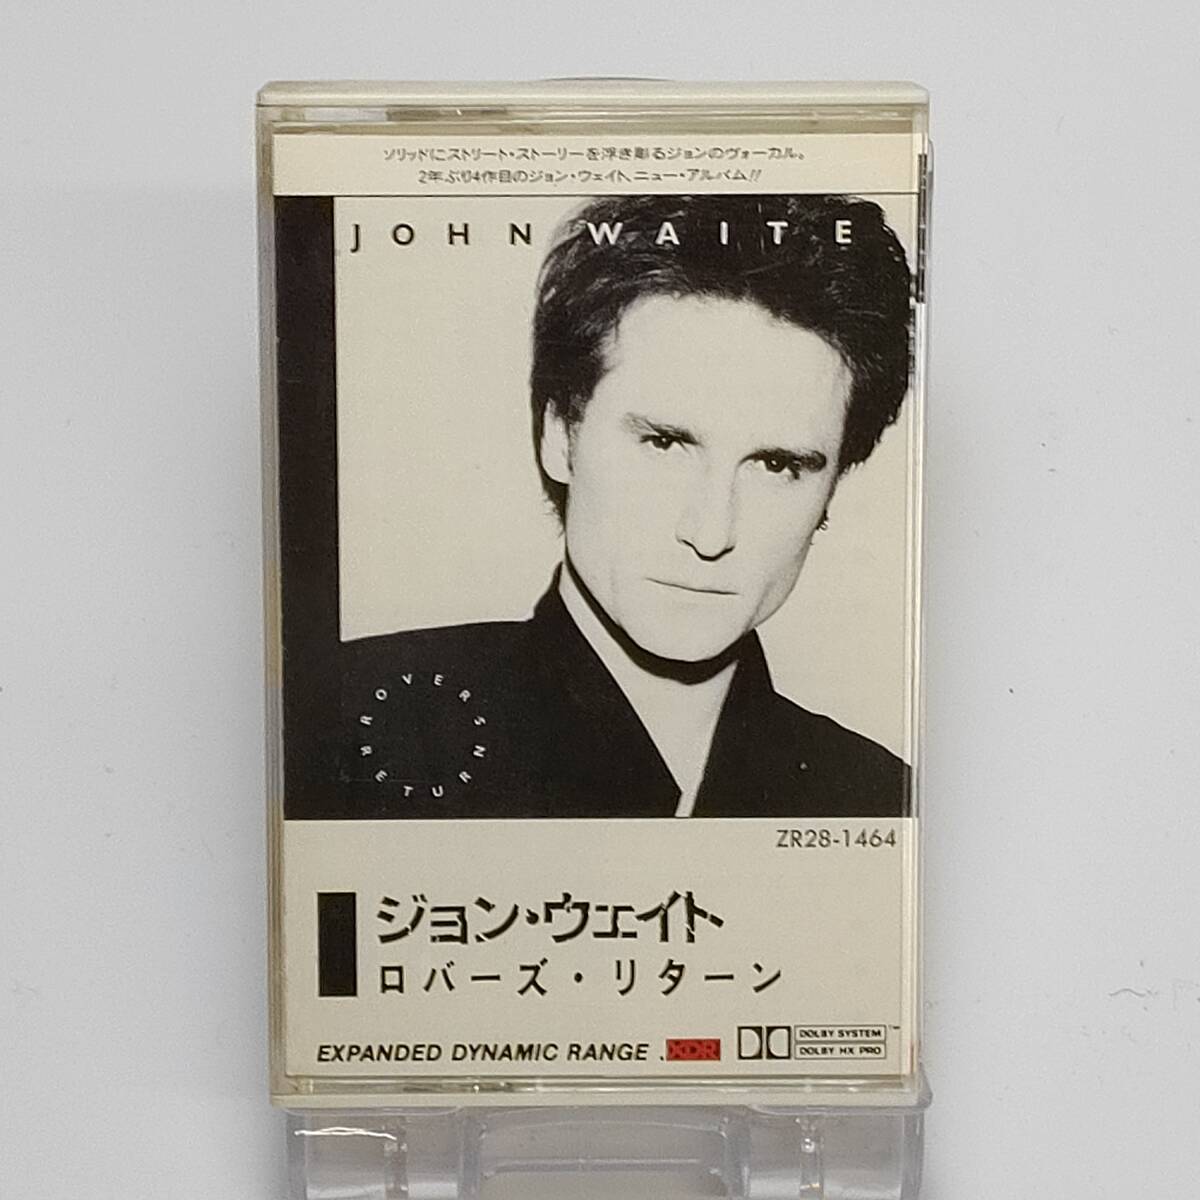 ソリッドにストリート・ストーリーを浮き彫るジョンのヴォーカル。
2年ぶり4作目のジョン・ウェイト、ニュー・アルバム!!
JOHN WAITE
ROVERS RETURN
ZR28-1464
ジョン・ウェイト
ロバーズ・リターン
EXPANDED DYNAMIC RANGE XDR
DOLBY SYSTEM™
DOLBY HX PRO